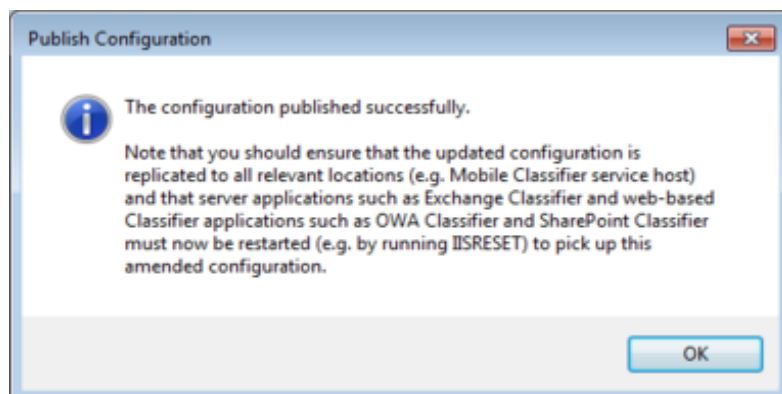 Publish Configuration
The configuration published successfully.
Note that you should ensure that the updated configuration is
replicated to all relevant locations (e.g. Mobile Classifier service host)
and that server applications such as Exchange Classifier and web-based
Classifier applications such as OWA Classifier and SharePoint Classifier
must now be restarted (e.g. by running IISRESET) to pick up this
amended configuration.
OK